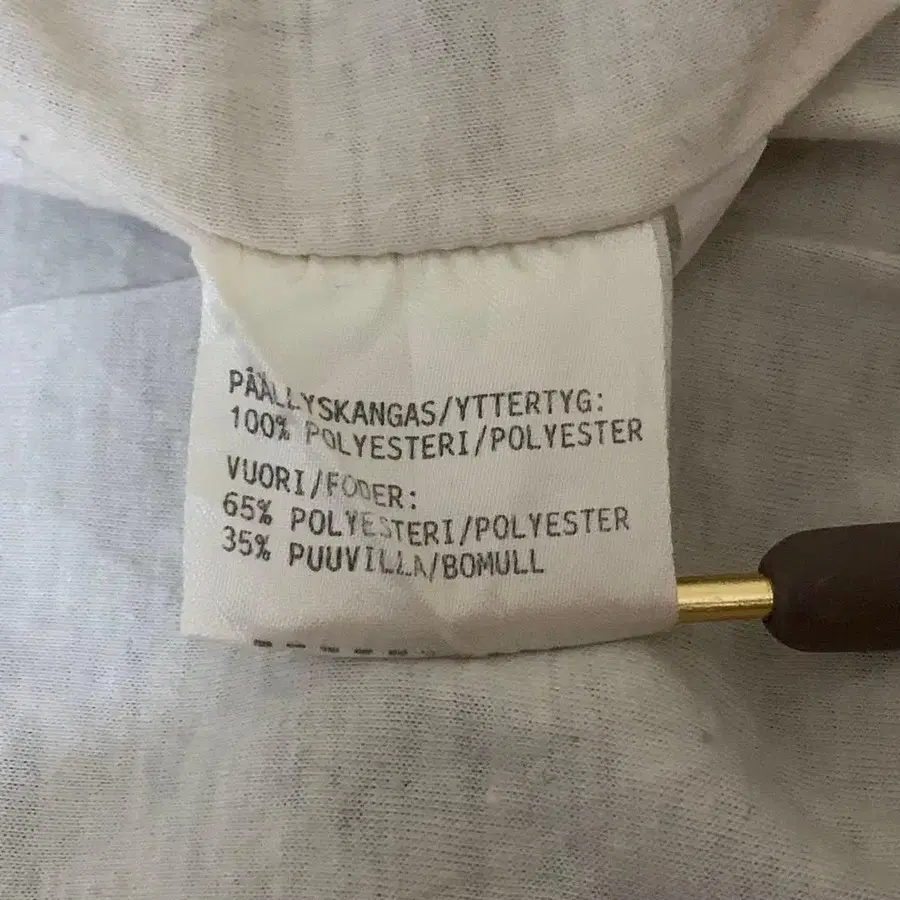 PÄÄLLYSKANGAS/YTTERTYG:
100% POLYESTERI/POLYESTER
VUORI/FODER:
65% POLYESTERI/POLYESTER
35% PUUVILLA/BOMULL